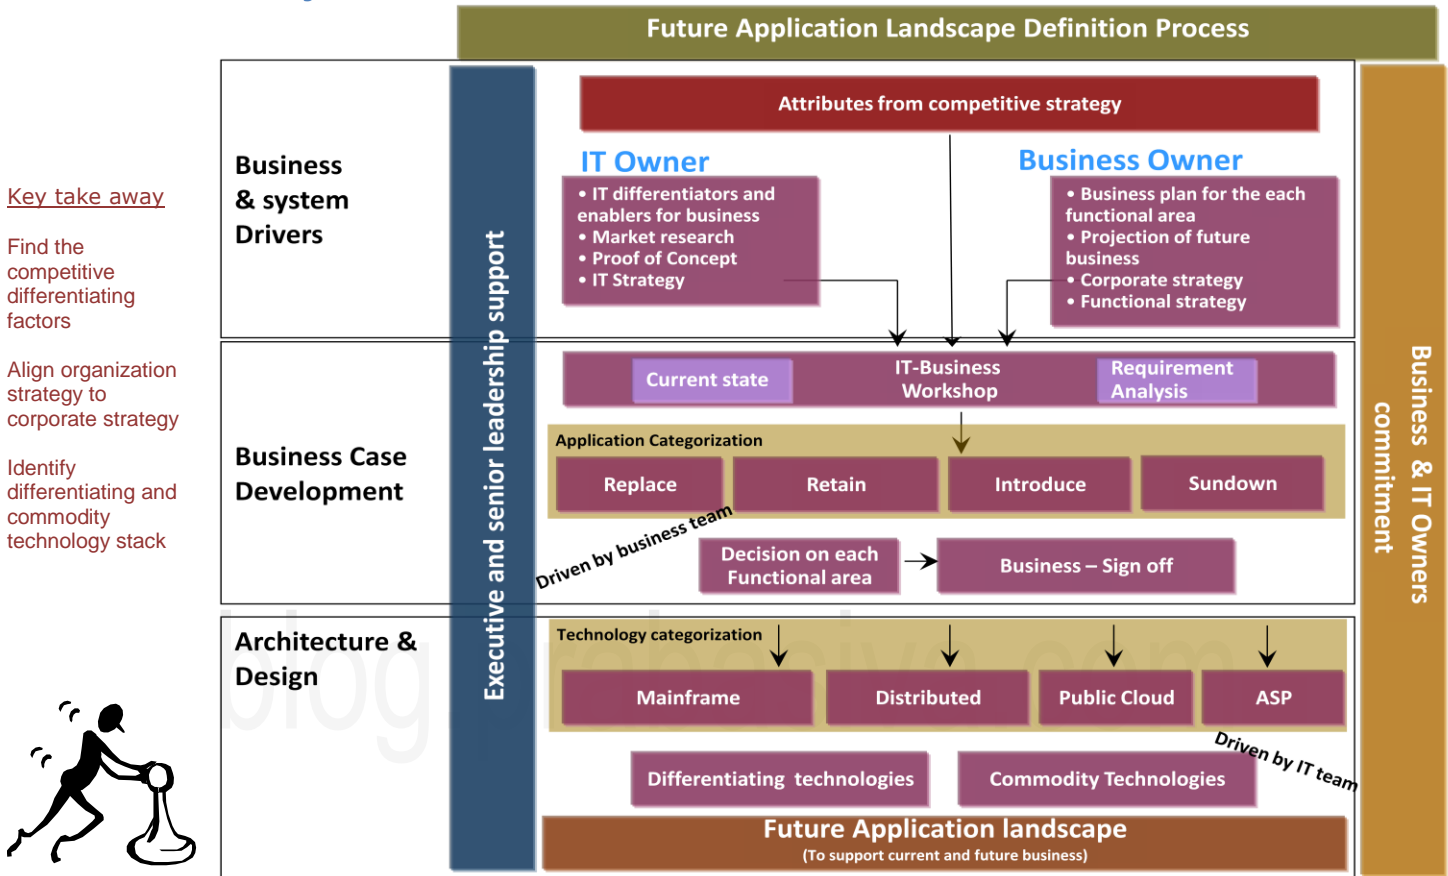 Future Application Landscape Definition Process
Attributes from competitive strategy
Business
& system
Drivers
IT Owner
• IT differentiators and
enablers for business
• Market research
• Proof of Concept
• IT Strategy
Business Owner
• Business plan for the each
functional area
• Projection of future
business
• Corporate strategy
• Functional strategy
Key take away
Find the
competitive
differentiating
factors
Align organization
strategy to
corporate strategy
Identify
differentiating and
commodity
technology stack
Executive and senior leadership support
Business & IT Owners
commitment
Business Case
Development
Current state
IT-Business
Workshop
Requirement
Analysis
Application Categorization
Replace
Retain
Introduce
Sundown
Driven by business team
Decision on each
Functional area
Business – Sign off
Architecture &
Design
Technology categorization
Mainframe
Distributed
Public Cloud
ASP
Driven by IT team
Differentiating technologies
Commodity Technologies
Future Application landscape
(To support current and future business)